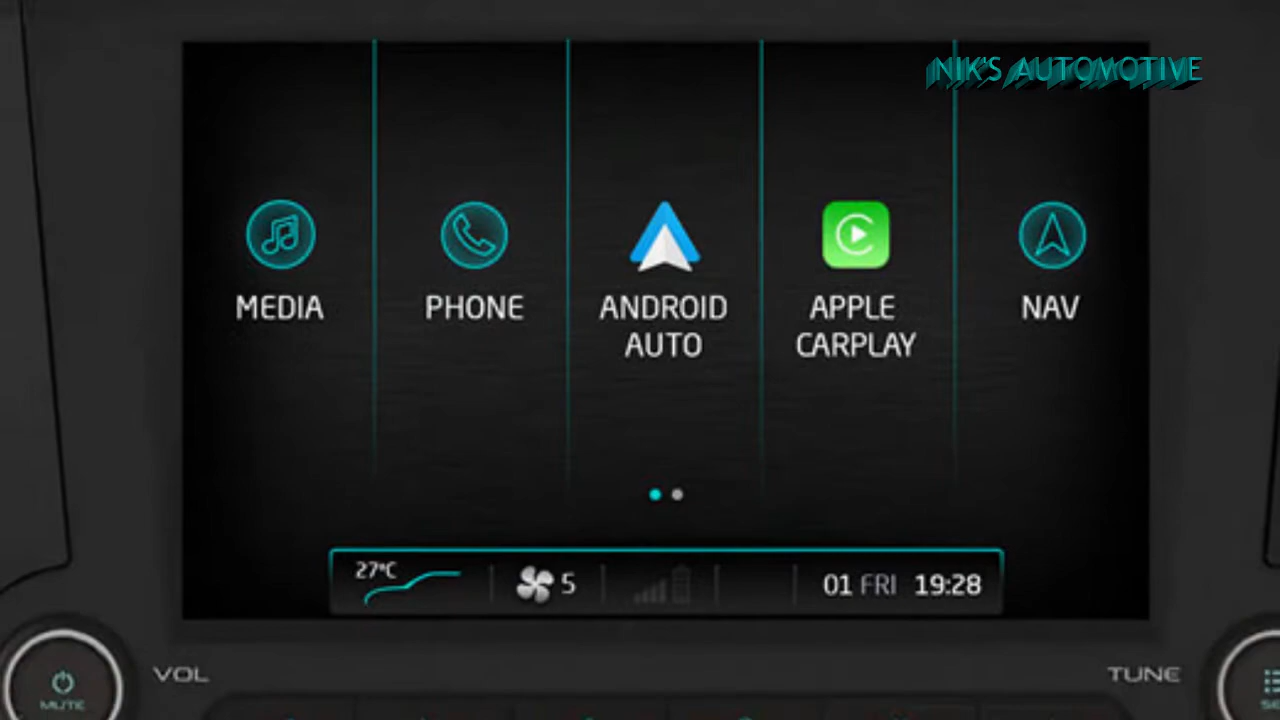 NIK'S AUTOMOTIVE
MEDIA
PHONE
ANDROID
AUTO
APPLE
CARPLAY
NAV
27°C
5
01 FRI 19:28
VOL
TUNE
MUTE